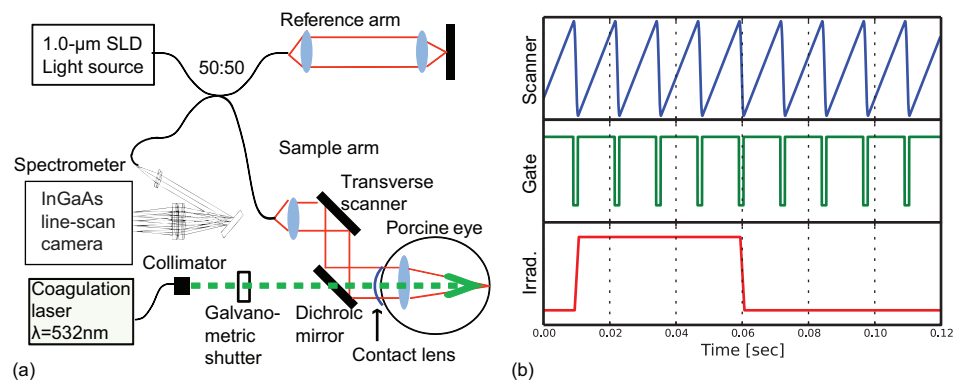 Reference arm
1.0-μm SLD
Light source
50:50
Spectrometer
InGaAs
line-scan
camera
Sample arm
Transverse
scanner
Porcine eye
Collimator
Coagulation
laser
λ=532nm
Galvano-
metric
shutter
Dichroic
mirror
Contact lens
(a)
Scanner
Gate
Irrad.
0.00 0.02 0.04 0.06 0.08 0.10 0.12
Time [sec]
(b)